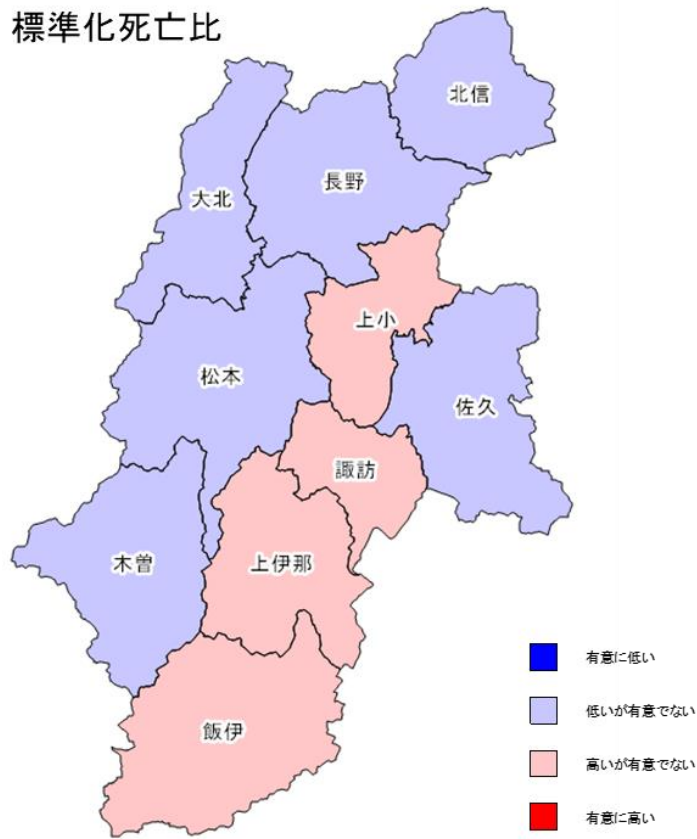 標準化死亡比
北信
長野
大北
上小
松本
佐久
諏訪
木曽
上伊那
飯伊
有意に低い
低いが有意でない
高いが有意でない
有意に高い